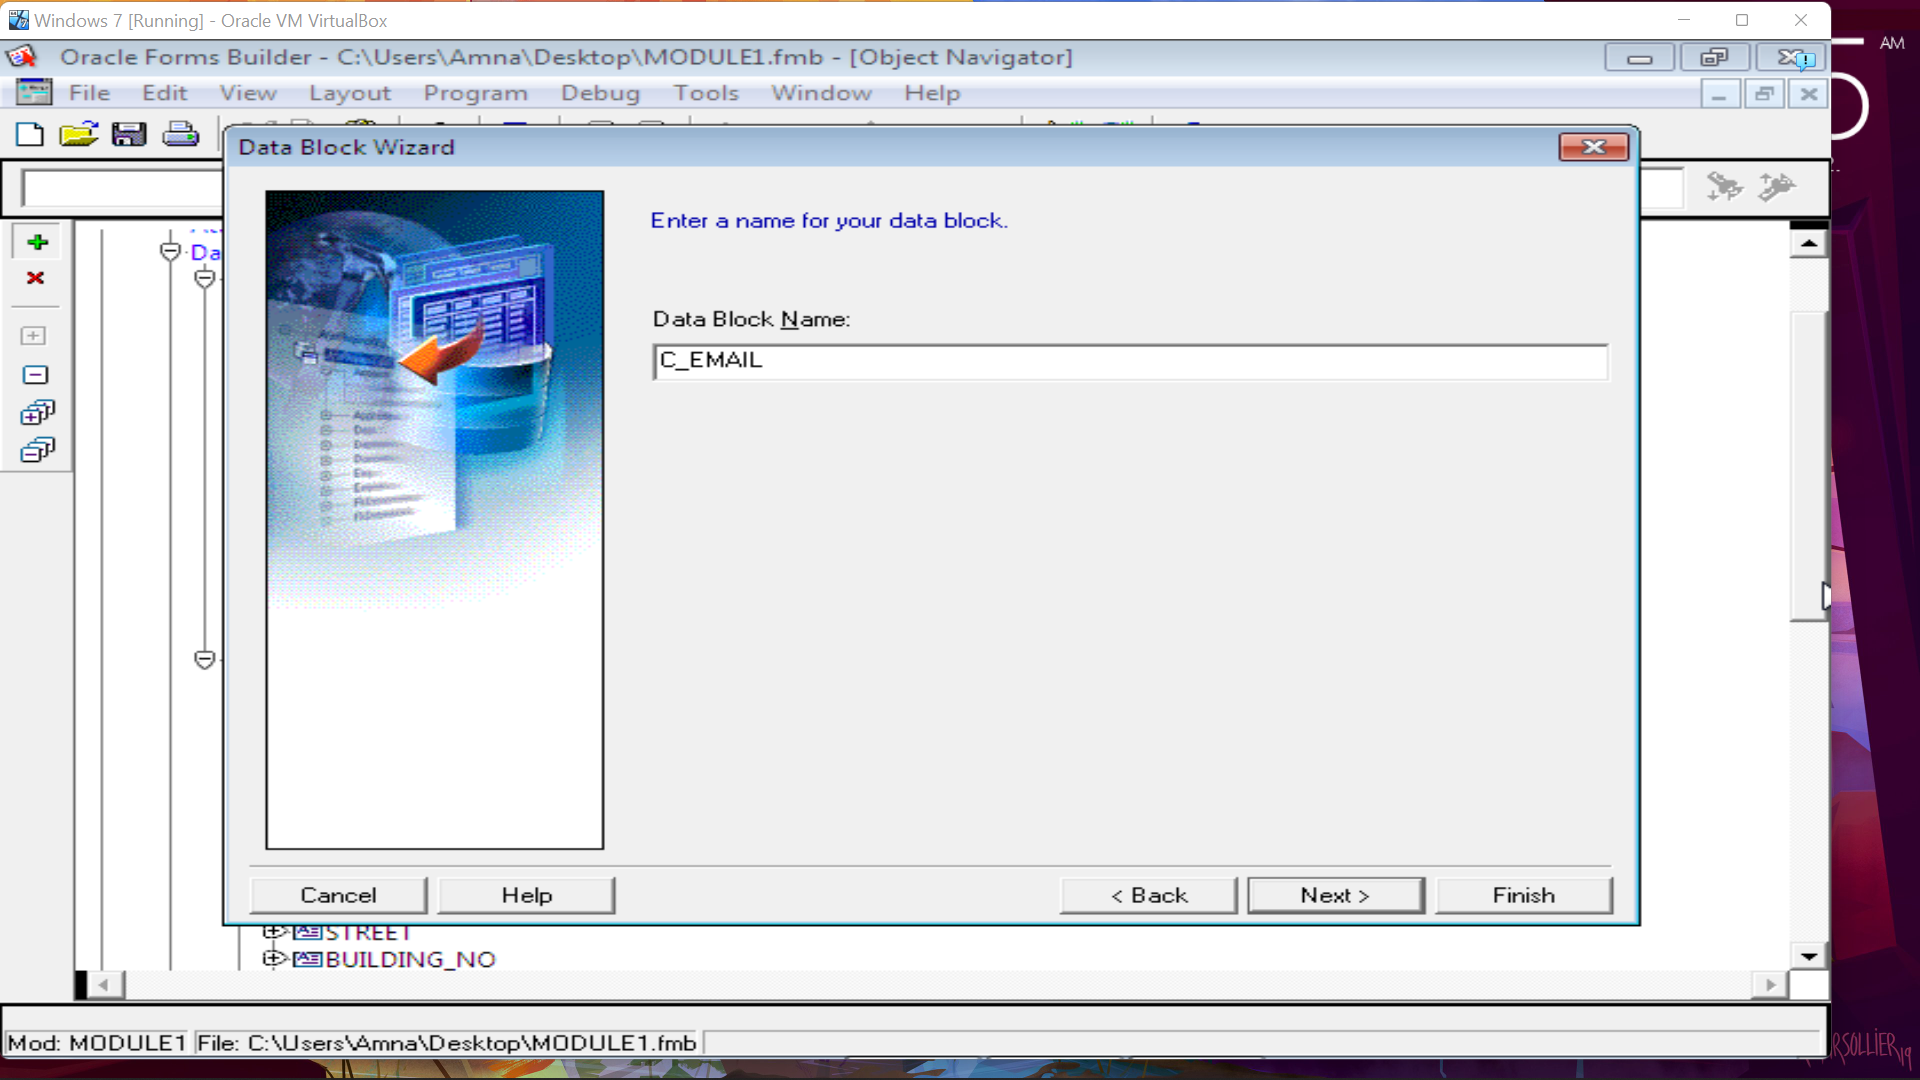 Windows 7 [Running] - Oracle VM VirtualBox
AM
Oracle Forms Builder - C:\Users\Amna\Desktop\MODULE1.fmb - [Object Navigator]
File Edit View Layout Program Debug Tools Window Help
Data Block Wizard
Enter a name for your data block.
Da
Data Block Name:
C_EMAIL
Cancel Help < Back Next > Finish
STREET
BUILDING_NO
Mod: MODULE1 File: C:\Users\Amna\Desktop\MODULE1.fmb